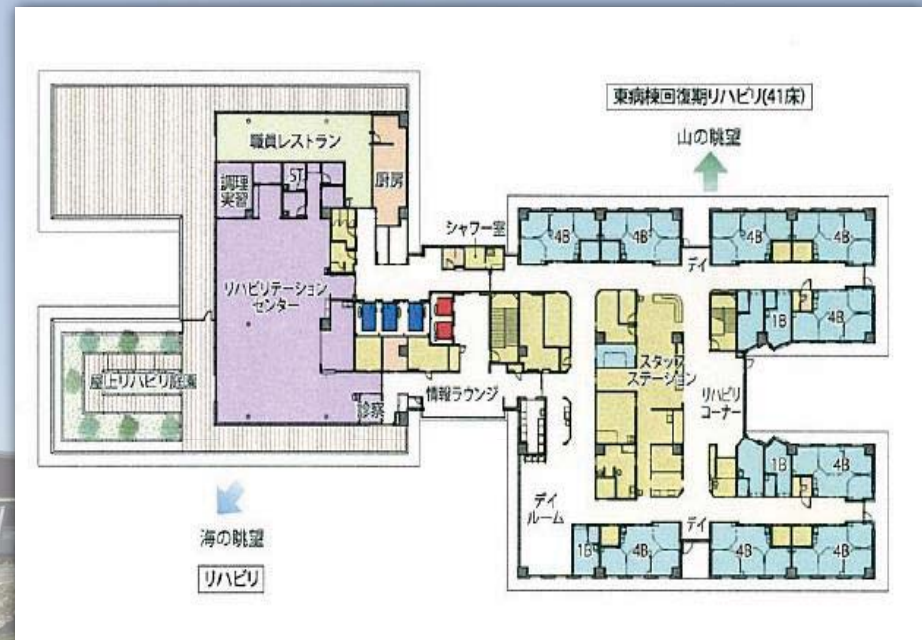 東病棟回復期リハビリ(41床)
山の眺望
職員レストラン
調理
実習
ST
厨房
シャワー室
4B
4B
4B
4B
デイ
リハビリテーション
センター
1B
4B
スタッフ
ステーション
リハビリ
コーナー
屋上リハビリ庭園
診察
情報ラウンジ
1B
4B
デイ
ルーム
デイ
1B
4B
4B
4B
海の眺望
リハビリ